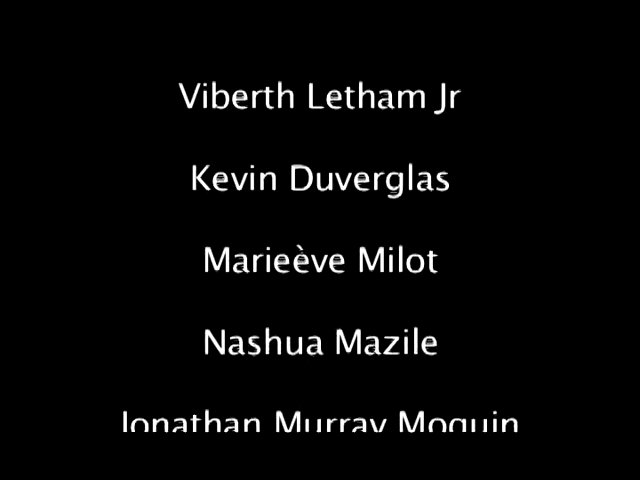 Viberth Letham Jr
Kevin Duverglas
Marieève Milot
Nashua Mazile
Jonathan Murray Moquin